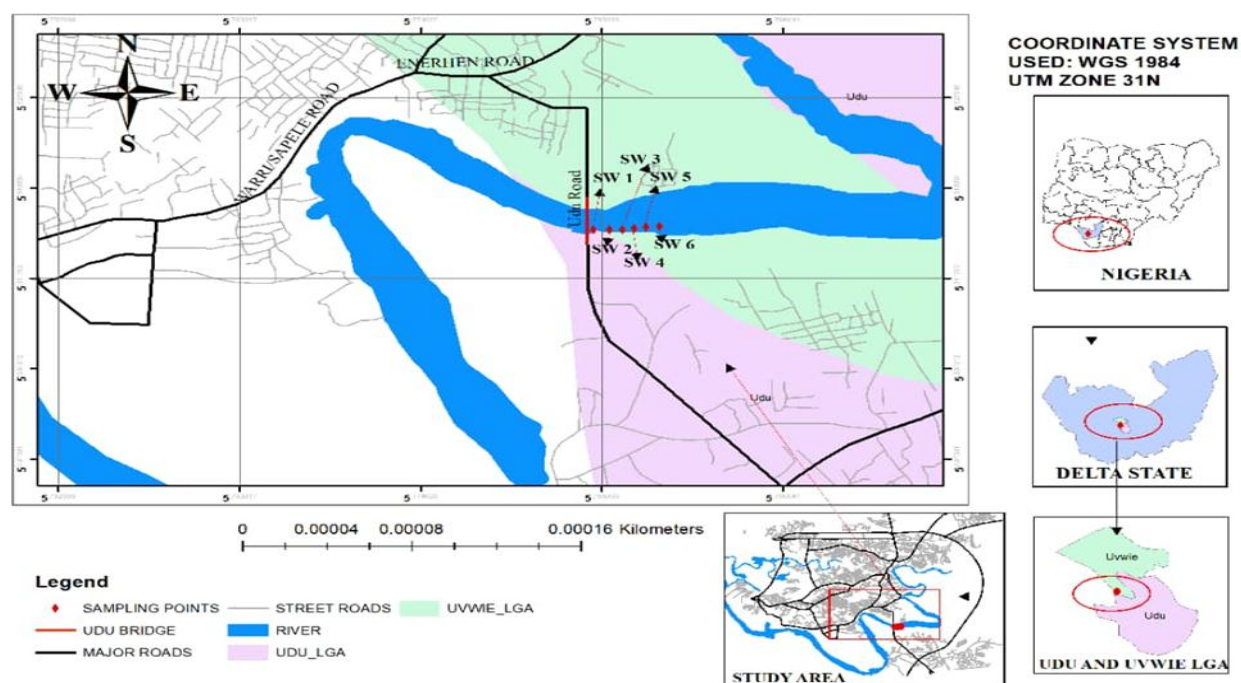 COORDINATE SYSTEM
USED: WGS 1984
UTM ZONE 31N
N
W E
S
ENERHEN ROAD
WARRI/SAPELE ROAD
Udu
SW 3
SW 1
SW 5
Udu Road
SW 2
SW 6
SW 4
Udu
NIGERIA
DELTA STATE
Uvwie
Udu
UDU AND UVWIE LGA
0 0.00004 0.00008 0.00016 Kilometers
Legend
SAMPLING POINTS STREET ROADS UVWIE_LGA
UDU BRIDGE RIVER
MAJOR ROADS UDU_LGA
STUDY AREA